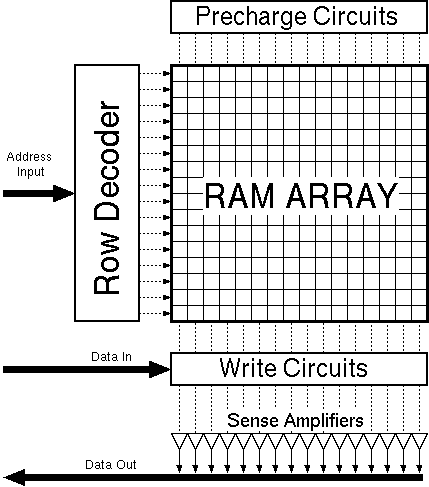 Precharge Circuits
Address
Input
Row Decoder
RAM ARRAY
Data In
Write Circuits
Sense Amplifiers
Data Out